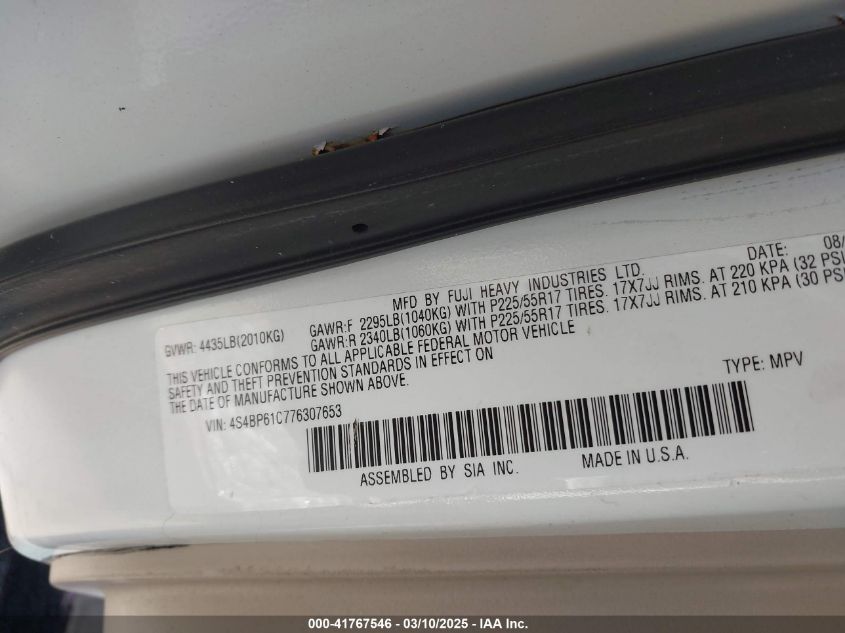 MFD BY FUJI HEAVY INDUSTRIES LTD. DATE: 08/
GVWR: 4435LB(2010KG) GAWR:F 2295LB(1040KG) WITH P225/55R17 TIRES. 17X7JJ RIMS. AT 220 KPA (32 PSI
GAWR:R 2340LB(1060KG) WITH P225/55R17 TIRES. 17X7JJ RIMS. AT 210 KPA (30 PSI
THIS VEHICLE CONFORMS TO ALL APPLICABLE FEDERAL MOTOR VEHICLE
SAFETY AND THEFT PREVENTION STANDARDS IN EFFECT ON
THE DATE OF MANUFACTURE SHOWN ABOVE.
VIN: 4S4BP61C776307653 TYPE: MPV
ASSEMBLED BY SIA INC. MADE IN U.S.A.
000-41767546 - 03/10/2025 - IAA Inc.